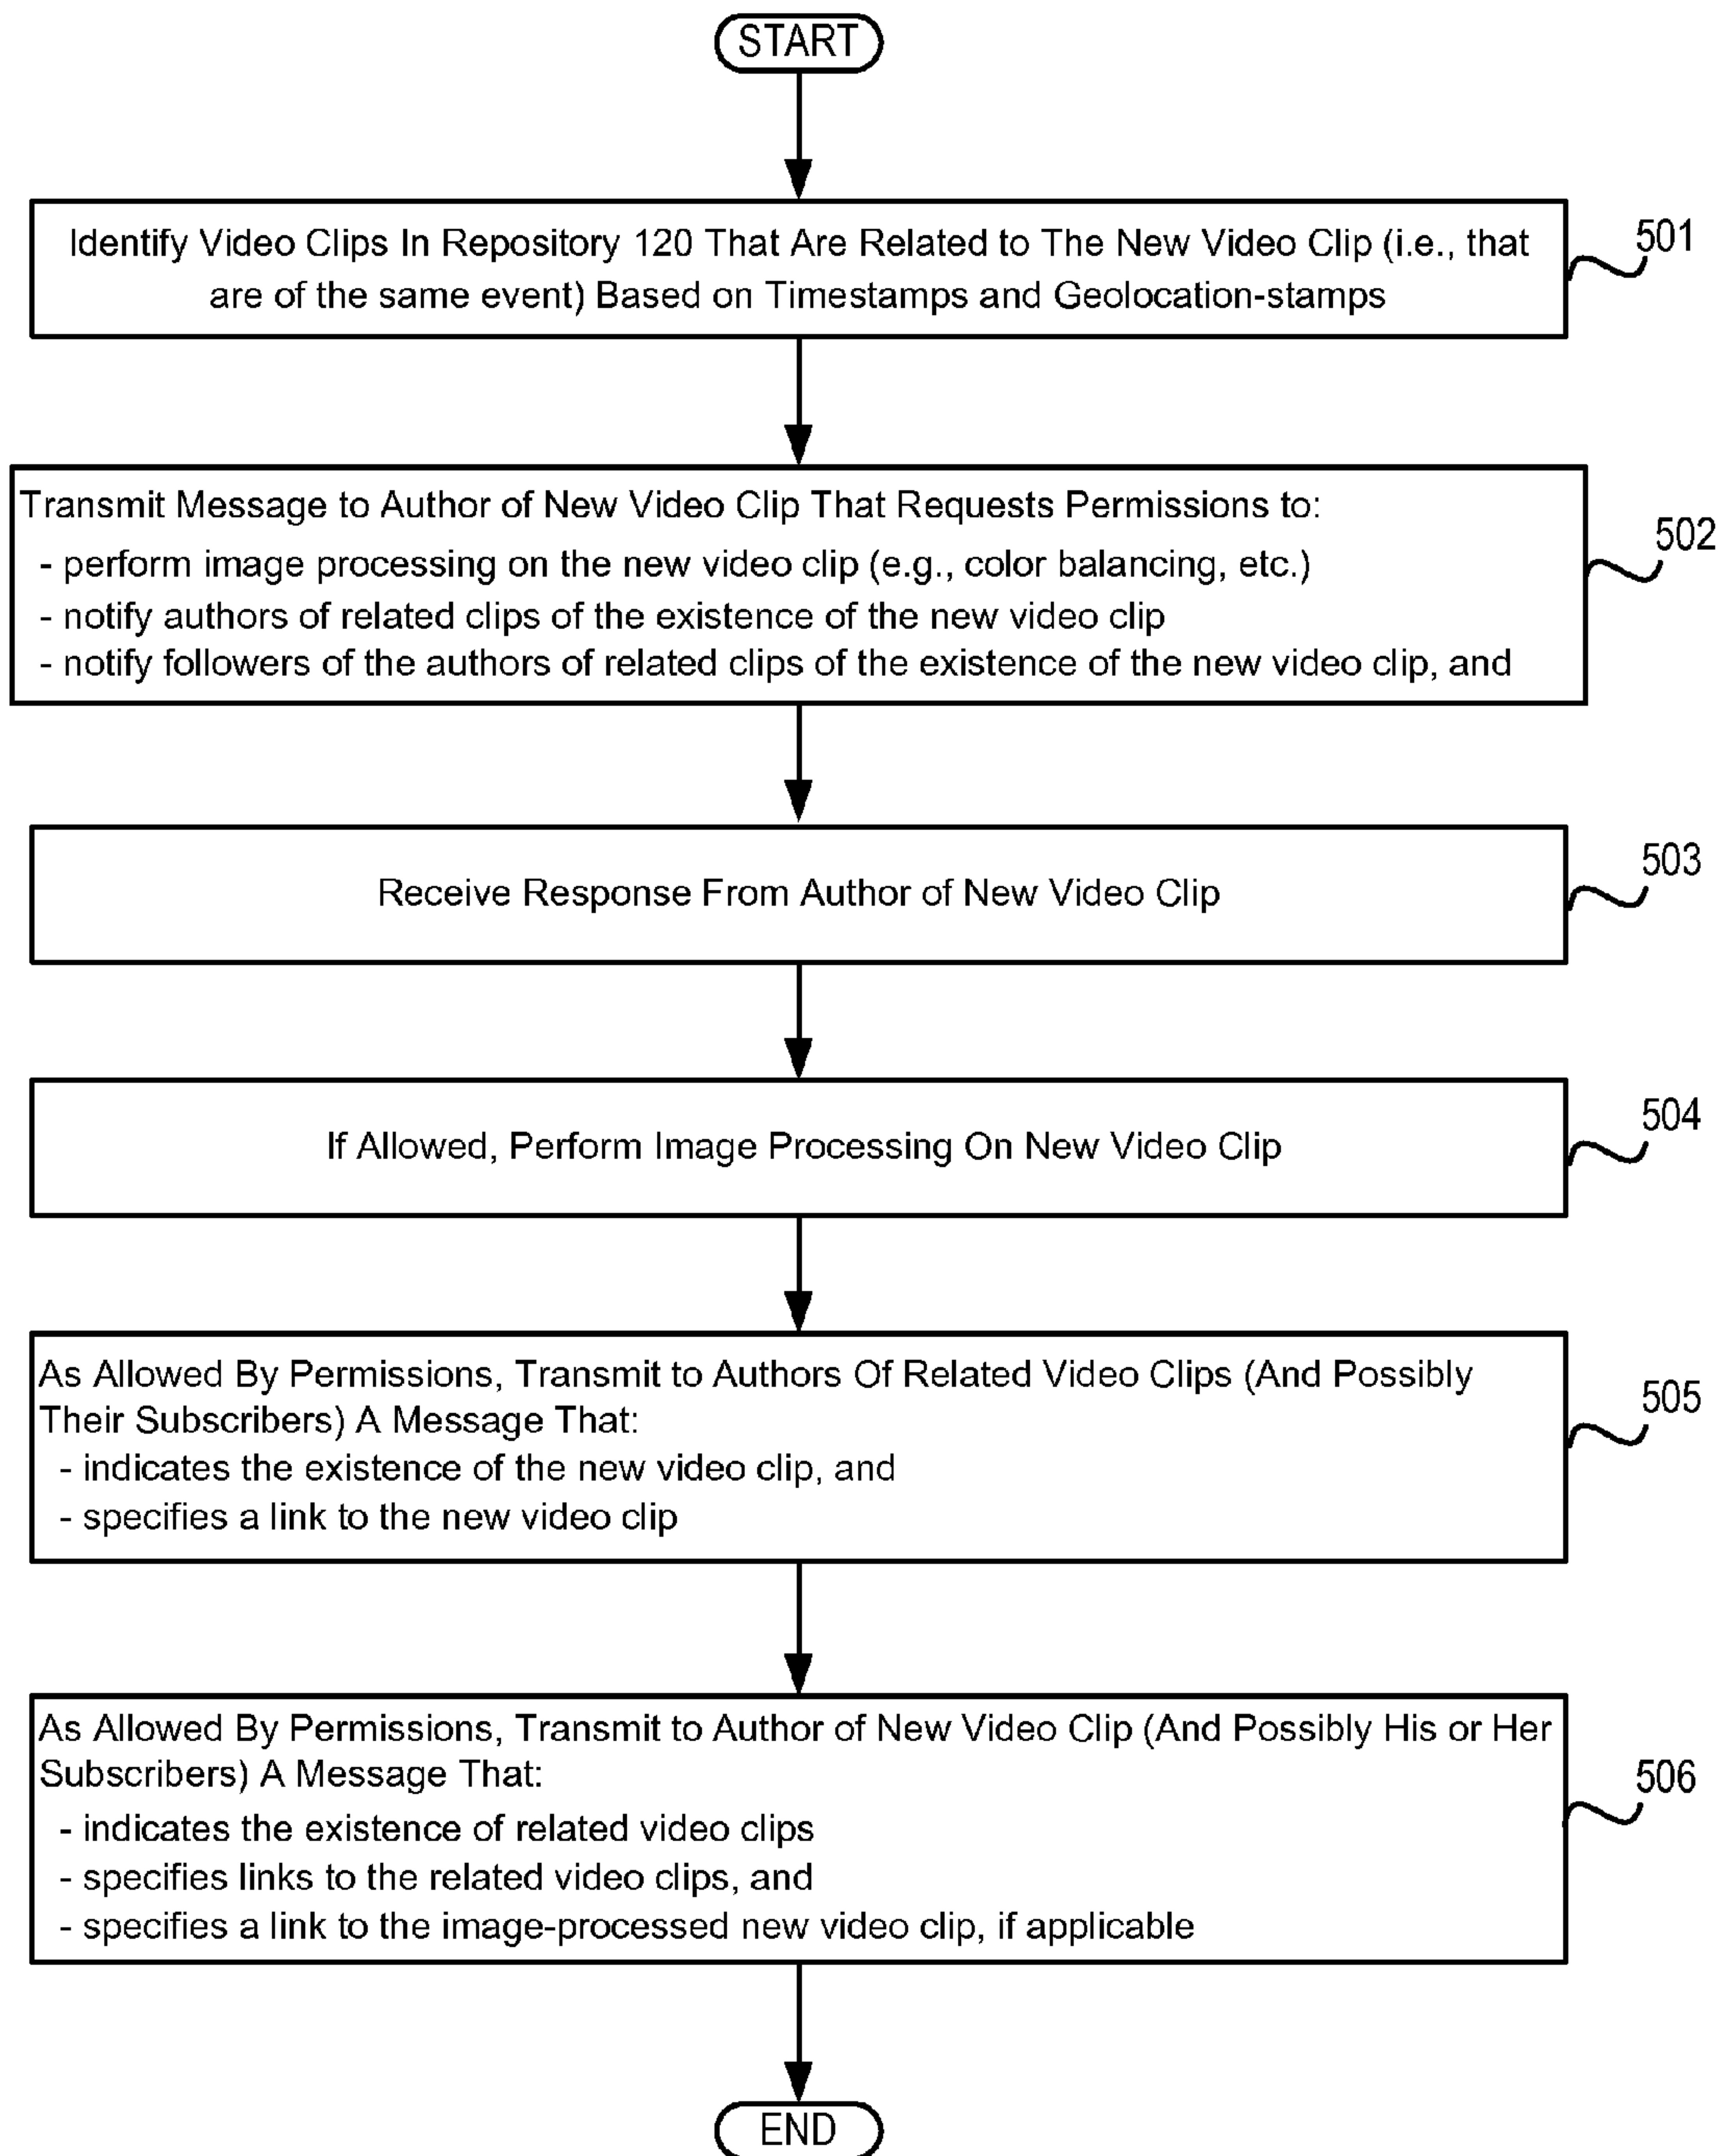 START
Identify Video Clips In Repository 120 That Are Related to The New Video Clip (i.e., that
are of the same event) Based on Timestamps and Geolocation-stamps
501
Transmit Message to Author of New Video Clip That Requests Permissions to:
- perform image processing on the new video clip (e.g., color balancing, etc.)
- notify authors of related clips of the existence of the new video clip
- notify followers of the authors of related clips of the existence of the new video clip, and
502
Receive Response From Author of New Video Clip
503
If Allowed, Perform Image Processing On New Video Clip
504
As Allowed By Permissions, Transmit to Authors Of Related Video Clips (And Possibly
Their Subscribers) A Message That:
- indicates the existence of the new video clip, and
- specifies a link to the new video clip
505
As Allowed By Permissions, Transmit to Author of New Video Clip (And Possibly His or Her
Subscribers) A Message That:
- indicates the existence of related video clips
- specifies links to the related video clips, and
- specifies a link to the image-processed new video clip, if applicable
506
END